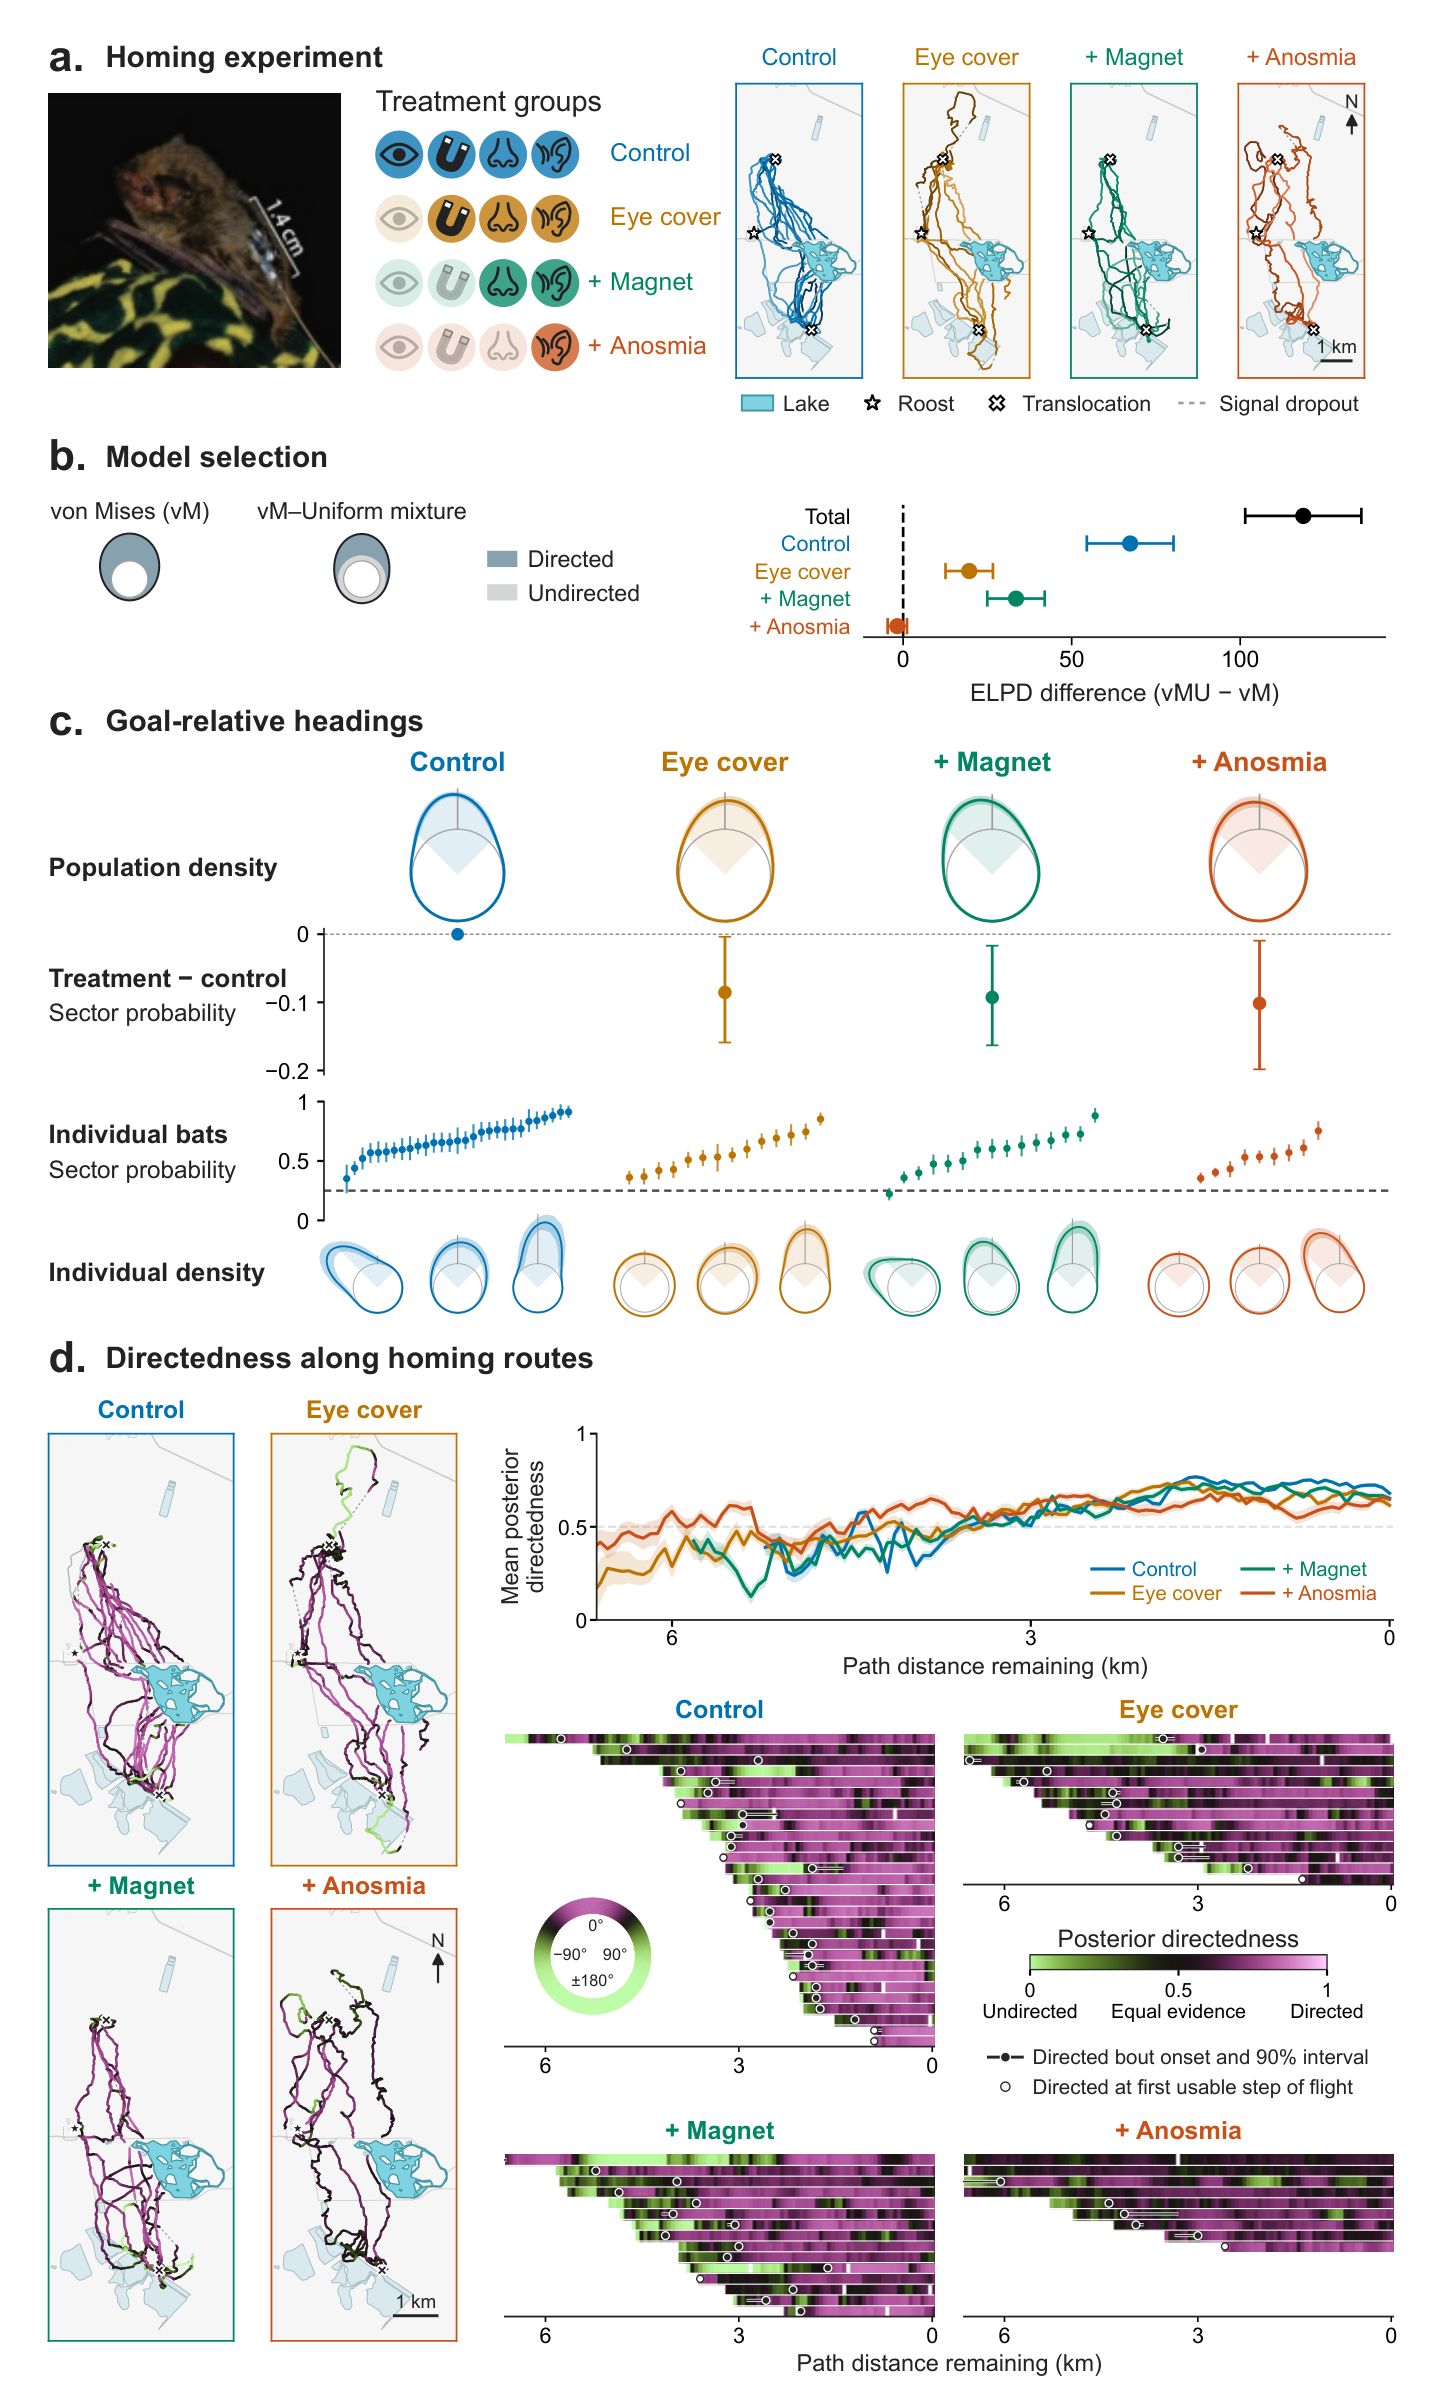 a. Homing experiment
1.4 cm
Treatment groups
Control
Eye cover
+ Magnet
+ Anosmia
Control
Eye cover
+ Magnet
+ Anosmia
N
1 km
Lake
Roost
Translocation
Signal dropout
b. Model selection
von Mises (vM)
vM–Uniform mixture
Directed
Undirected
Total
Control
Eye cover
+ Magnet
+ Anosmia
0 50 100
ELPD difference (vMU − vM)
c. Goal-relative headings
Control
Eye cover
+ Magnet
+ Anosmia
Population density
Treatment − control
Sector probability
0
−0.1
−0.2
Individual bats
Sector probability
1
0.5
0
Individual density
d. Directedness along homing routes
Control
Eye cover
+ Magnet
+ Anosmia
N
1 km
Mean posterior
directedness
1
0.5
0
Control
Eye cover
+ Magnet
+ Anosmia
6 3 0
Path distance remaining (km)
Control
0°
−90° 90°
±180°
6 3 0
Eye cover
6 3 0
Posterior directedness
0 0.5 1
Undirected Equal evidence Directed
Directed bout onset and 90% interval
Directed at first usable step of flight
+ Magnet
6 3 0
+ Anosmia
6 3 0
Path distance remaining (km)